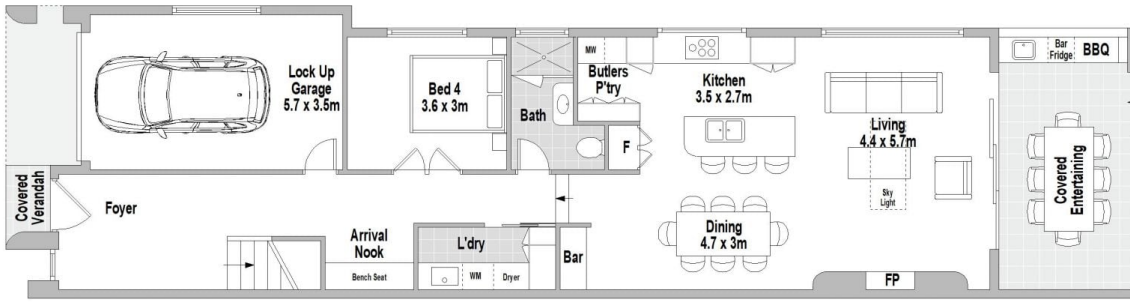 Lock Up
Garage
5.7 x 3.5m
Bed 4
3.6 x 3m
Bath
MW
Butlers
P'try
F
Kitchen
3.5 x 2.7m
Living
4.4 x 5.7m
Sky
Light
Bar
Fridge
BBQ
Covered
Entertaining
Covered
Verandah
Foyer
Arrival
Nook
Bench Seat
L'dry
WM
Dryer
Bar
Dining
4.7 x 3m
FP